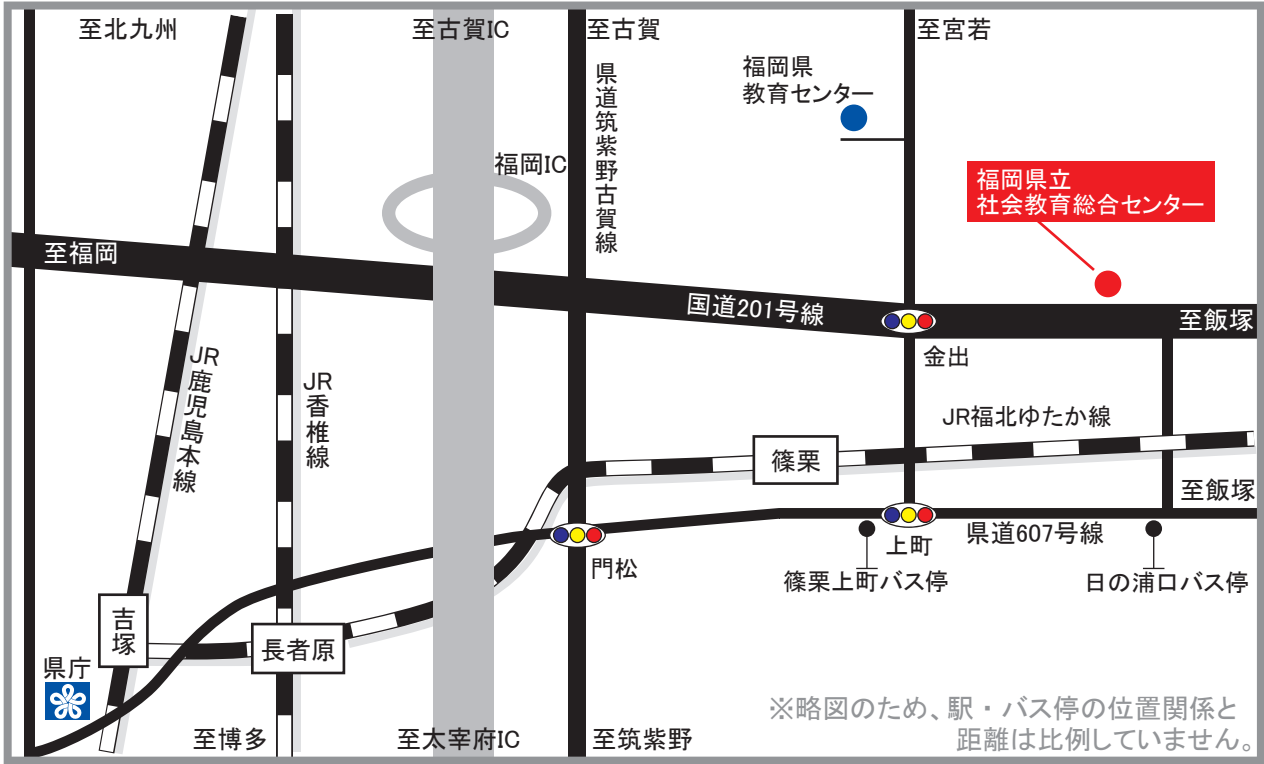 至北九州
至古賀IC
至古賀
至宮若
福岡県
教育センター
県道筑紫野古賀線
福岡IC
福岡県立
社会教育総合センター
至福岡
国道201号線
至飯塚
金出
JR鹿児島本線
JR香椎線
JR福北ゆたか線
篠栗
至飯塚
県道607号線
上町
門松
篠栗上町バス停
日の浦口バス停
吉塚
長者原
県庁
至博多
至太宰府IC
至筑紫野
※略図のため、駅・バス停の位置関係と
距離は比例していません。